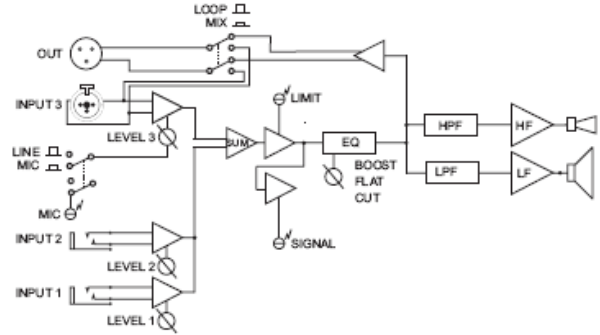 LOOP
MIX
OUT
INPUT 3
LIMIT
LEVEL 3
SUM
EQ
HPF
HF
LINE
MIC
BOOST
FLAT
CUT
LPF
LF
MIC
SIGNAL
INPUT 2
LEVEL 2
INPUT 1
LEVEL 1